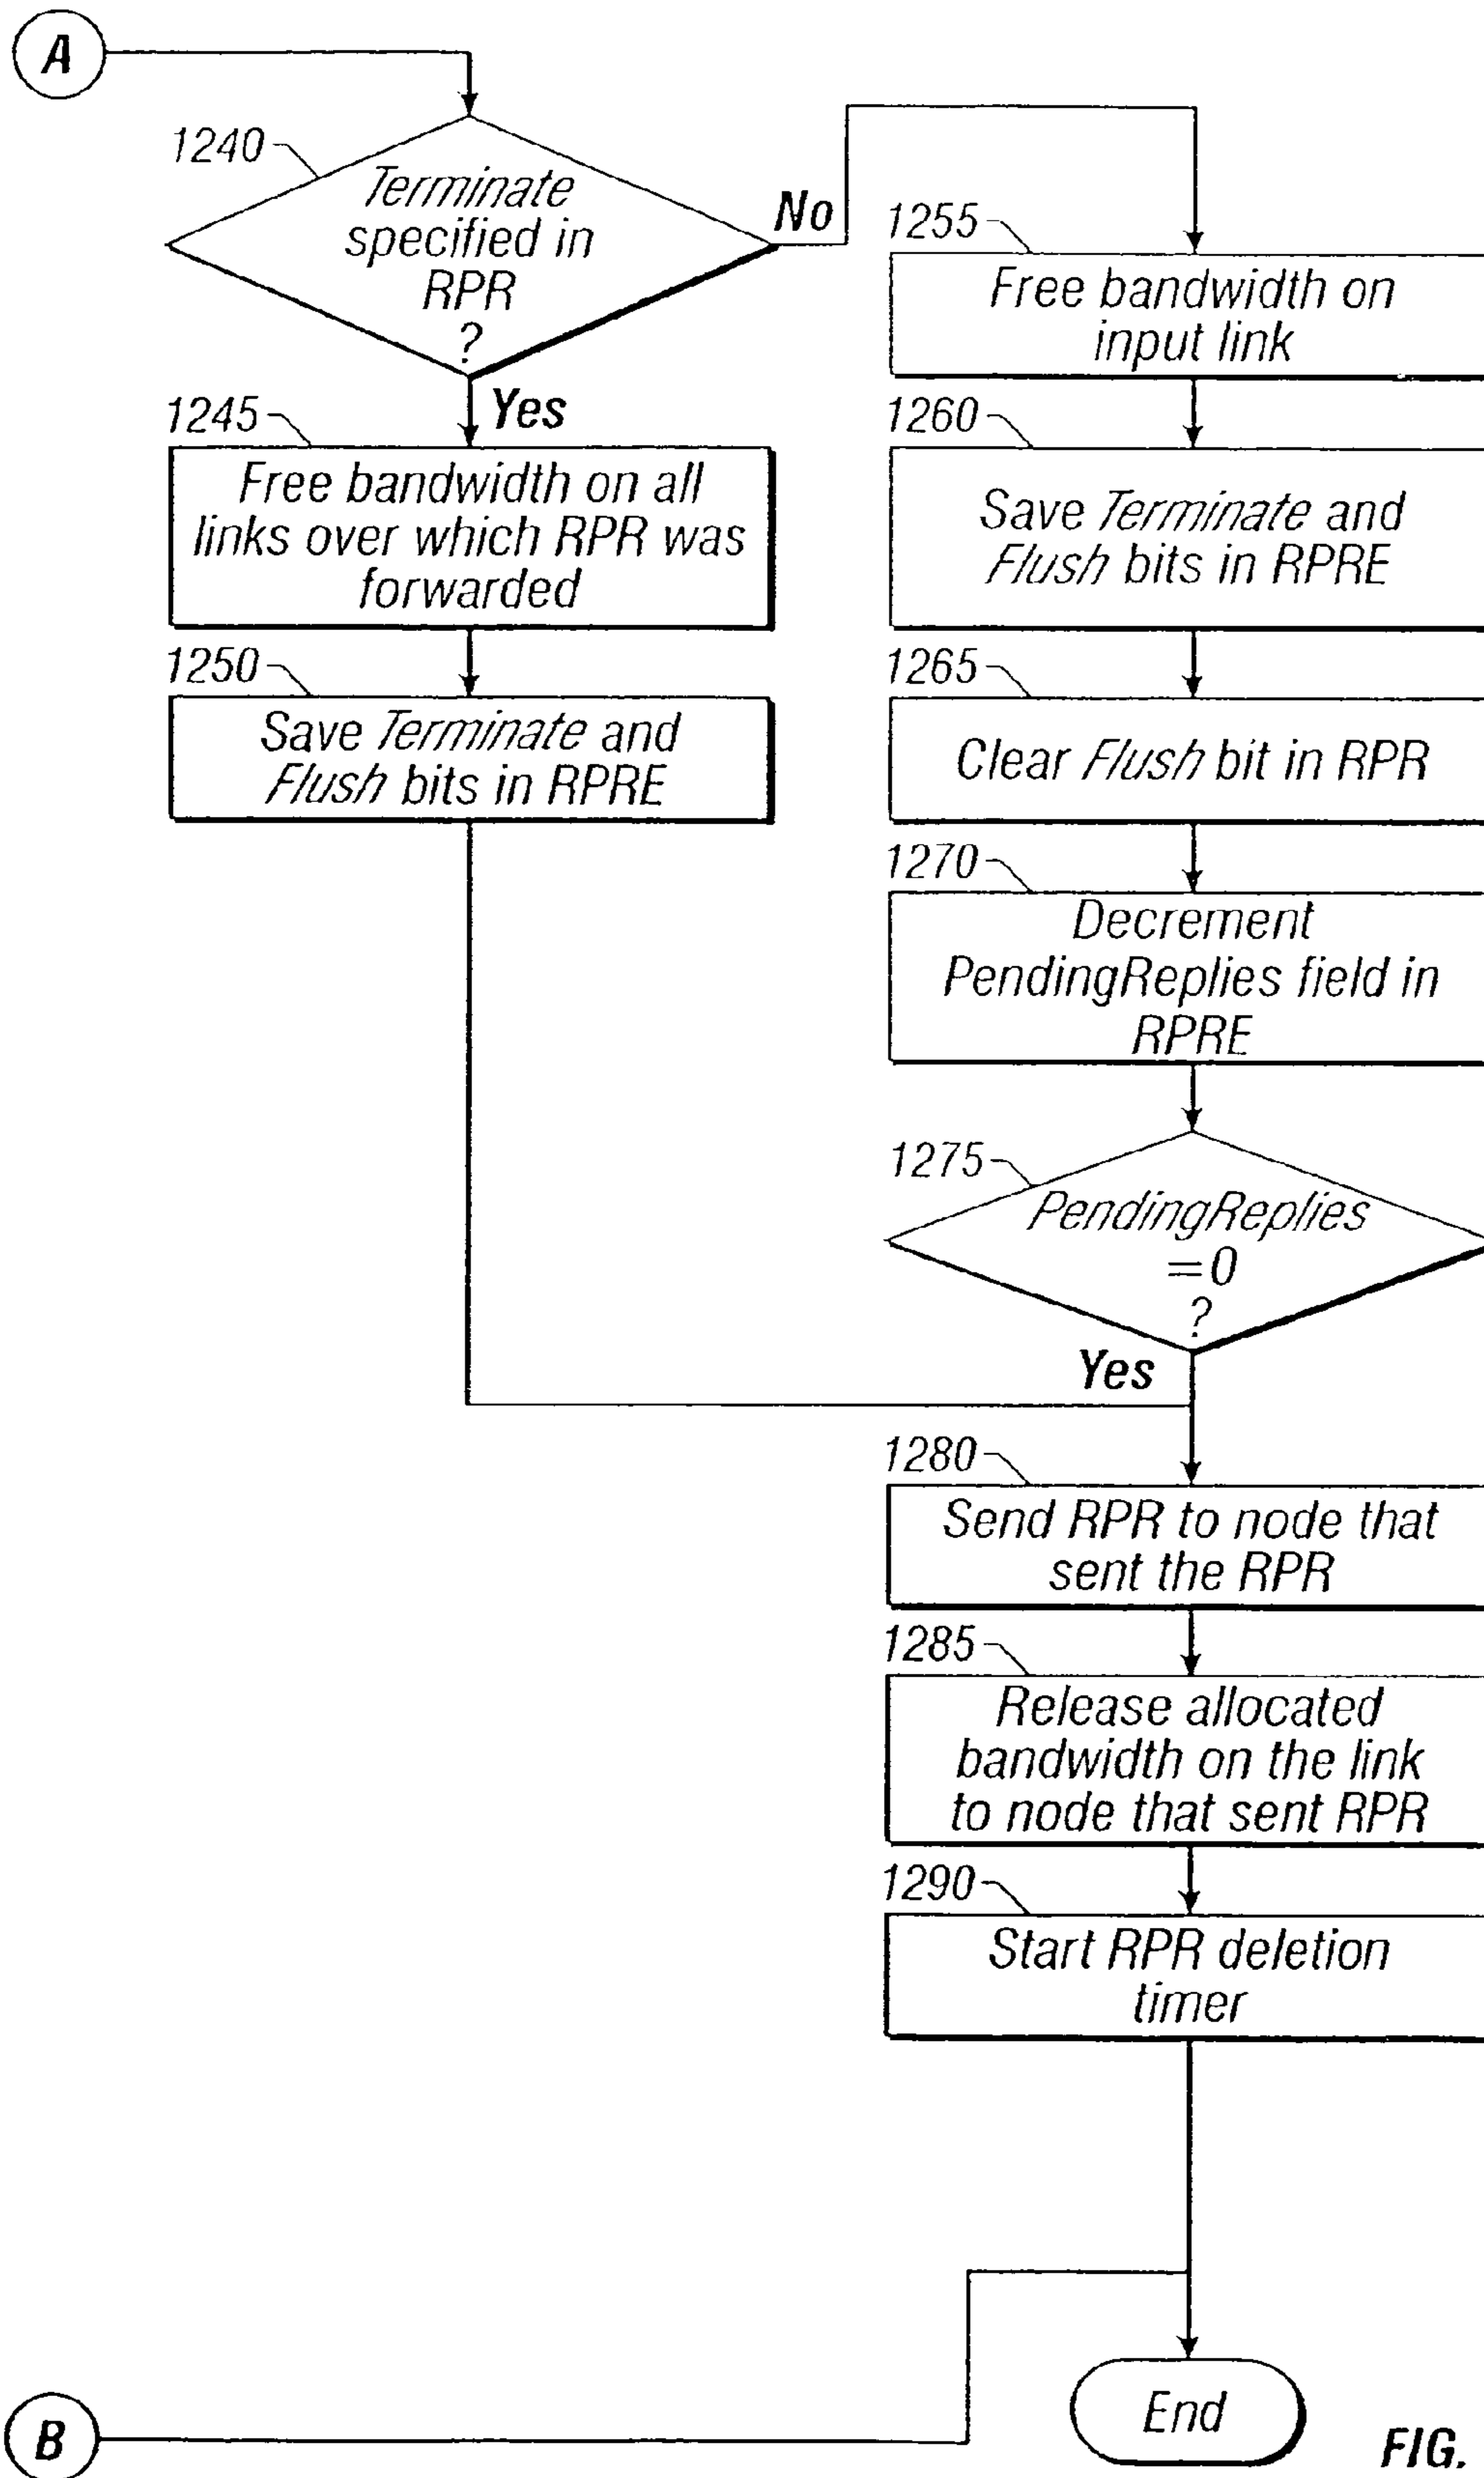 A
1240
Terminate
specified in
RPR
?
No
Yes
1245
Free bandwidth on all
links over which RPR was
forwarded
1250
Save Terminate and
Flush bits in RPRE
1255
Free bandwidth on
input link
1260
Save Terminate and
Flush bits in RPRE
1265
Clear Flush bit in RPR
1270
Decrement
PendingReplies field in
RPRE
1275
PendingReplies
=0
?
Yes
1280
Send RPR to node that
sent the RPR
1285
Release allocated
bandwidth on the link
to node that sent RPR
1290
Start RPR deletion
timer
B
End
FIG.